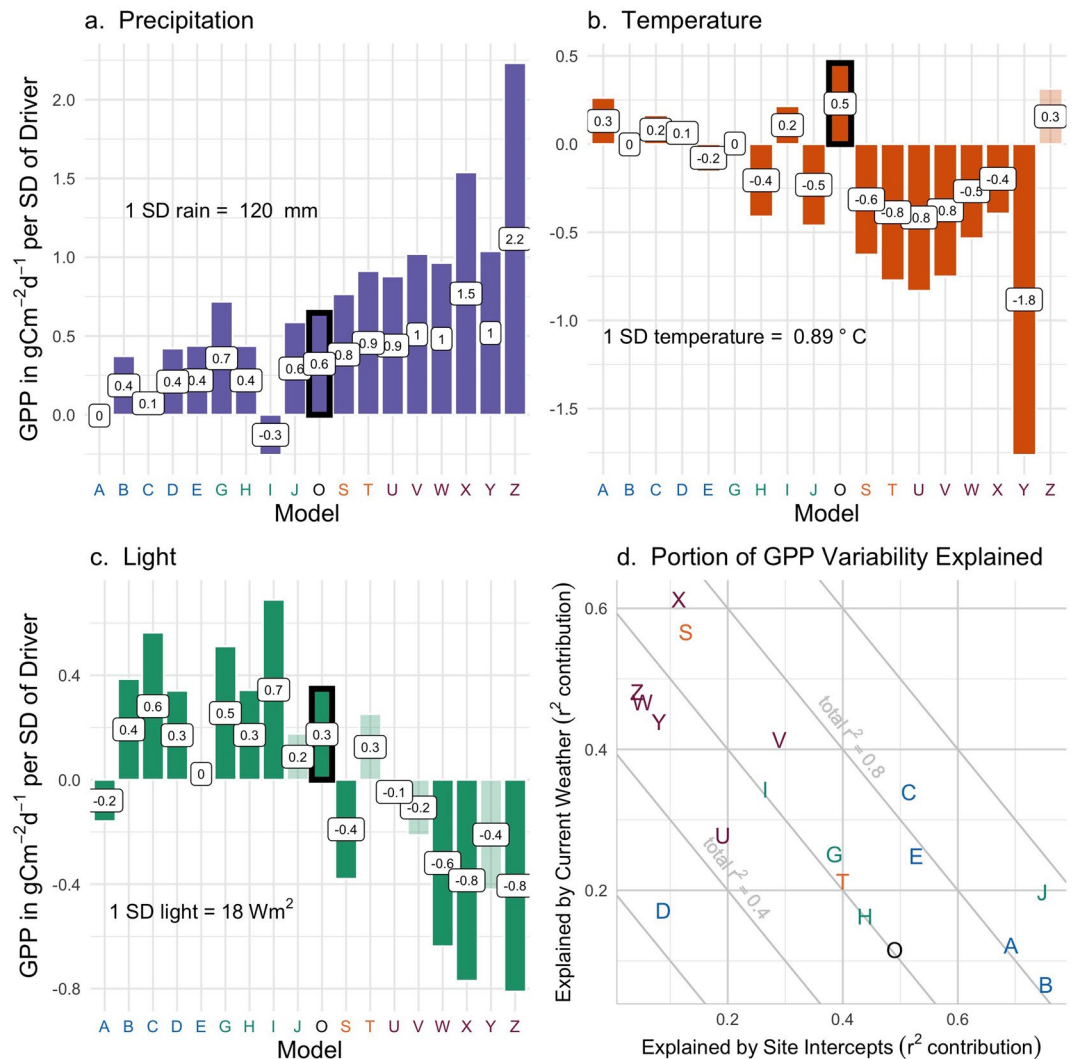 a. Precipitation
GPP in gCm⁻²d⁻¹ per SD of Driver
2.0
1.5
1.0
0.5
0.0
1 SD rain = 120 mm
0 0.4 0.1 0.4 0.4 0.7 0.4 -0.3 0.6 0.6 0.8 0.9 0.9 1 1 1.5 1 2.2
A B C D E G H I J O S T U V W X Y Z
Model
b. Temperature
0.5
0.0
-0.5
-1.0
-1.5
0.3 0 0.2 0.1 -0.2 0 -0.4 0.2 -0.5 0.5 -0.6 -0.8 -0.8 -0.8 -0.5 -0.4 -1.8 0.3
1 SD temperature = 0.89 ° C
A B C D E G H I J O S T U V W X Y Z
Model
c. Light
GPP in gCm⁻²d⁻¹ per SD of Driver
0.4
0.0
-0.4
-0.8
-0.2 0.4 0.6 0.3 0 0.5 0.3 0.7 0.2 0.3 -0.4 0.3 -0.1 -0.2 -0.6 -0.8 -0.4 -0.8
1 SD light = 18 Wm²
A B C D E G H I J O S T U V W X Y Z
Model
d. Portion of GPP Variability Explained
Explained by Current Weather (r² contribution)
0.6
0.4
0.2
X
S
Z W
Y
V
total r² = 0.8
I
C
U
total r² = 0.4
G
E
T
J
D
H
O
A
B
0.2 0.4 0.6
Explained by Site Intercepts (r² contribution)